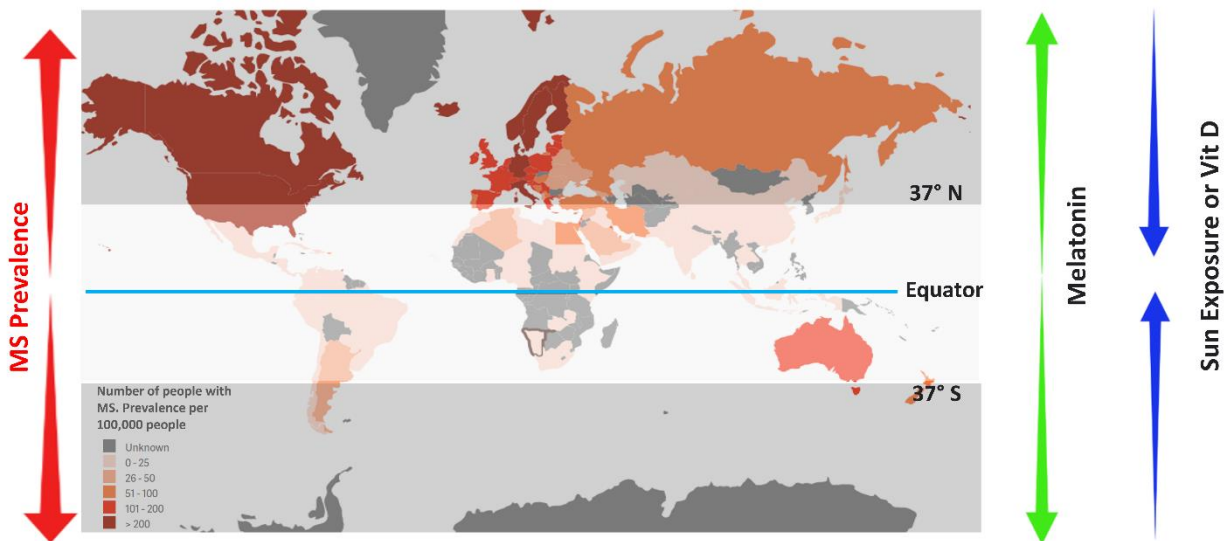 MS Prevalence
37° N
Equator
37° S
Number of people with
MS. Prevalence per
100,000 people
Unknown
0 - 25
26 - 50
51 - 100
101 - 200
> 200
Melatonin
Sun Exposure or Vit D